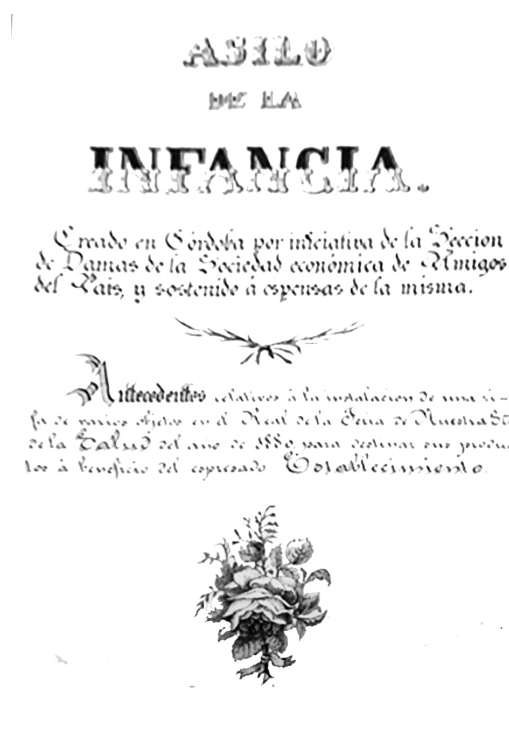 ASILO
DE LA
INFANCIA.
Creado en Córdoba por iniciativa de la Seccion
de Damas de la Sociedad económica de Amigos
del Pais, y sostenido á espensas de la misma.
Antecedentes relativos á la instalacion de una ri-
fa de varios objetos en el Real de la Feria de Nuestra Sª
de la Salud del año de 1880, para destinar sus produc-
tos á beneficio del espresado Establecimiento.